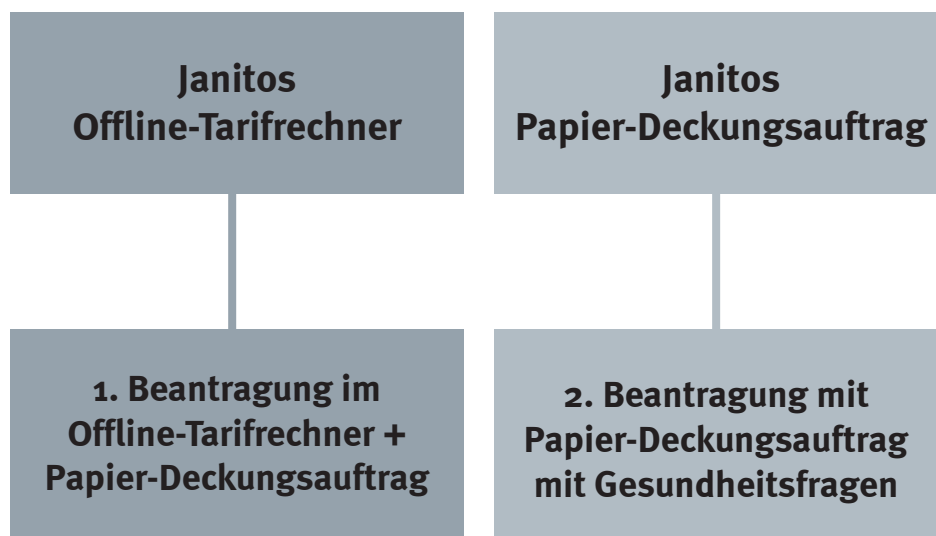 Janitos
Offline-Tarifrechner
Janitos
Papier-Deckungsauftrag
1. Beantragung im
Offline-Tarifrechner +
Papier-Deckungsauftrag
2. Beantragung mit
Papier-Deckungsauftrag
mit Gesundheitsfragen